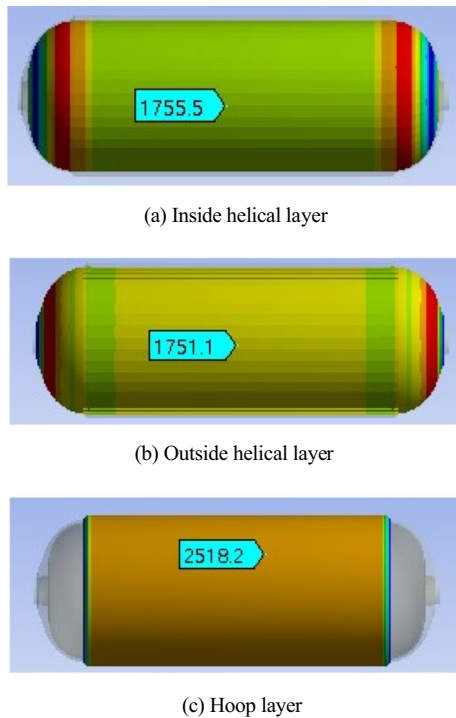 1755.5
(a) Inside helical layer
1751.1
(b) Outside helical layer
2518.2
(c) Hoop layer